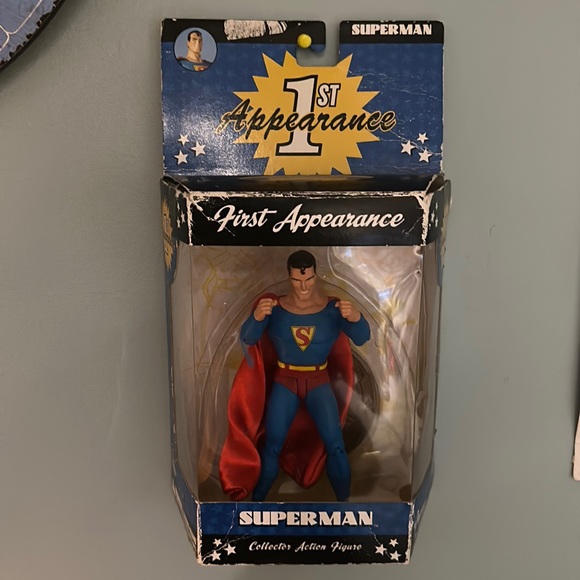 SUPERMAN
1ST
Appearance
First Appearance
S
SUPERMAN
Collector Action Figure